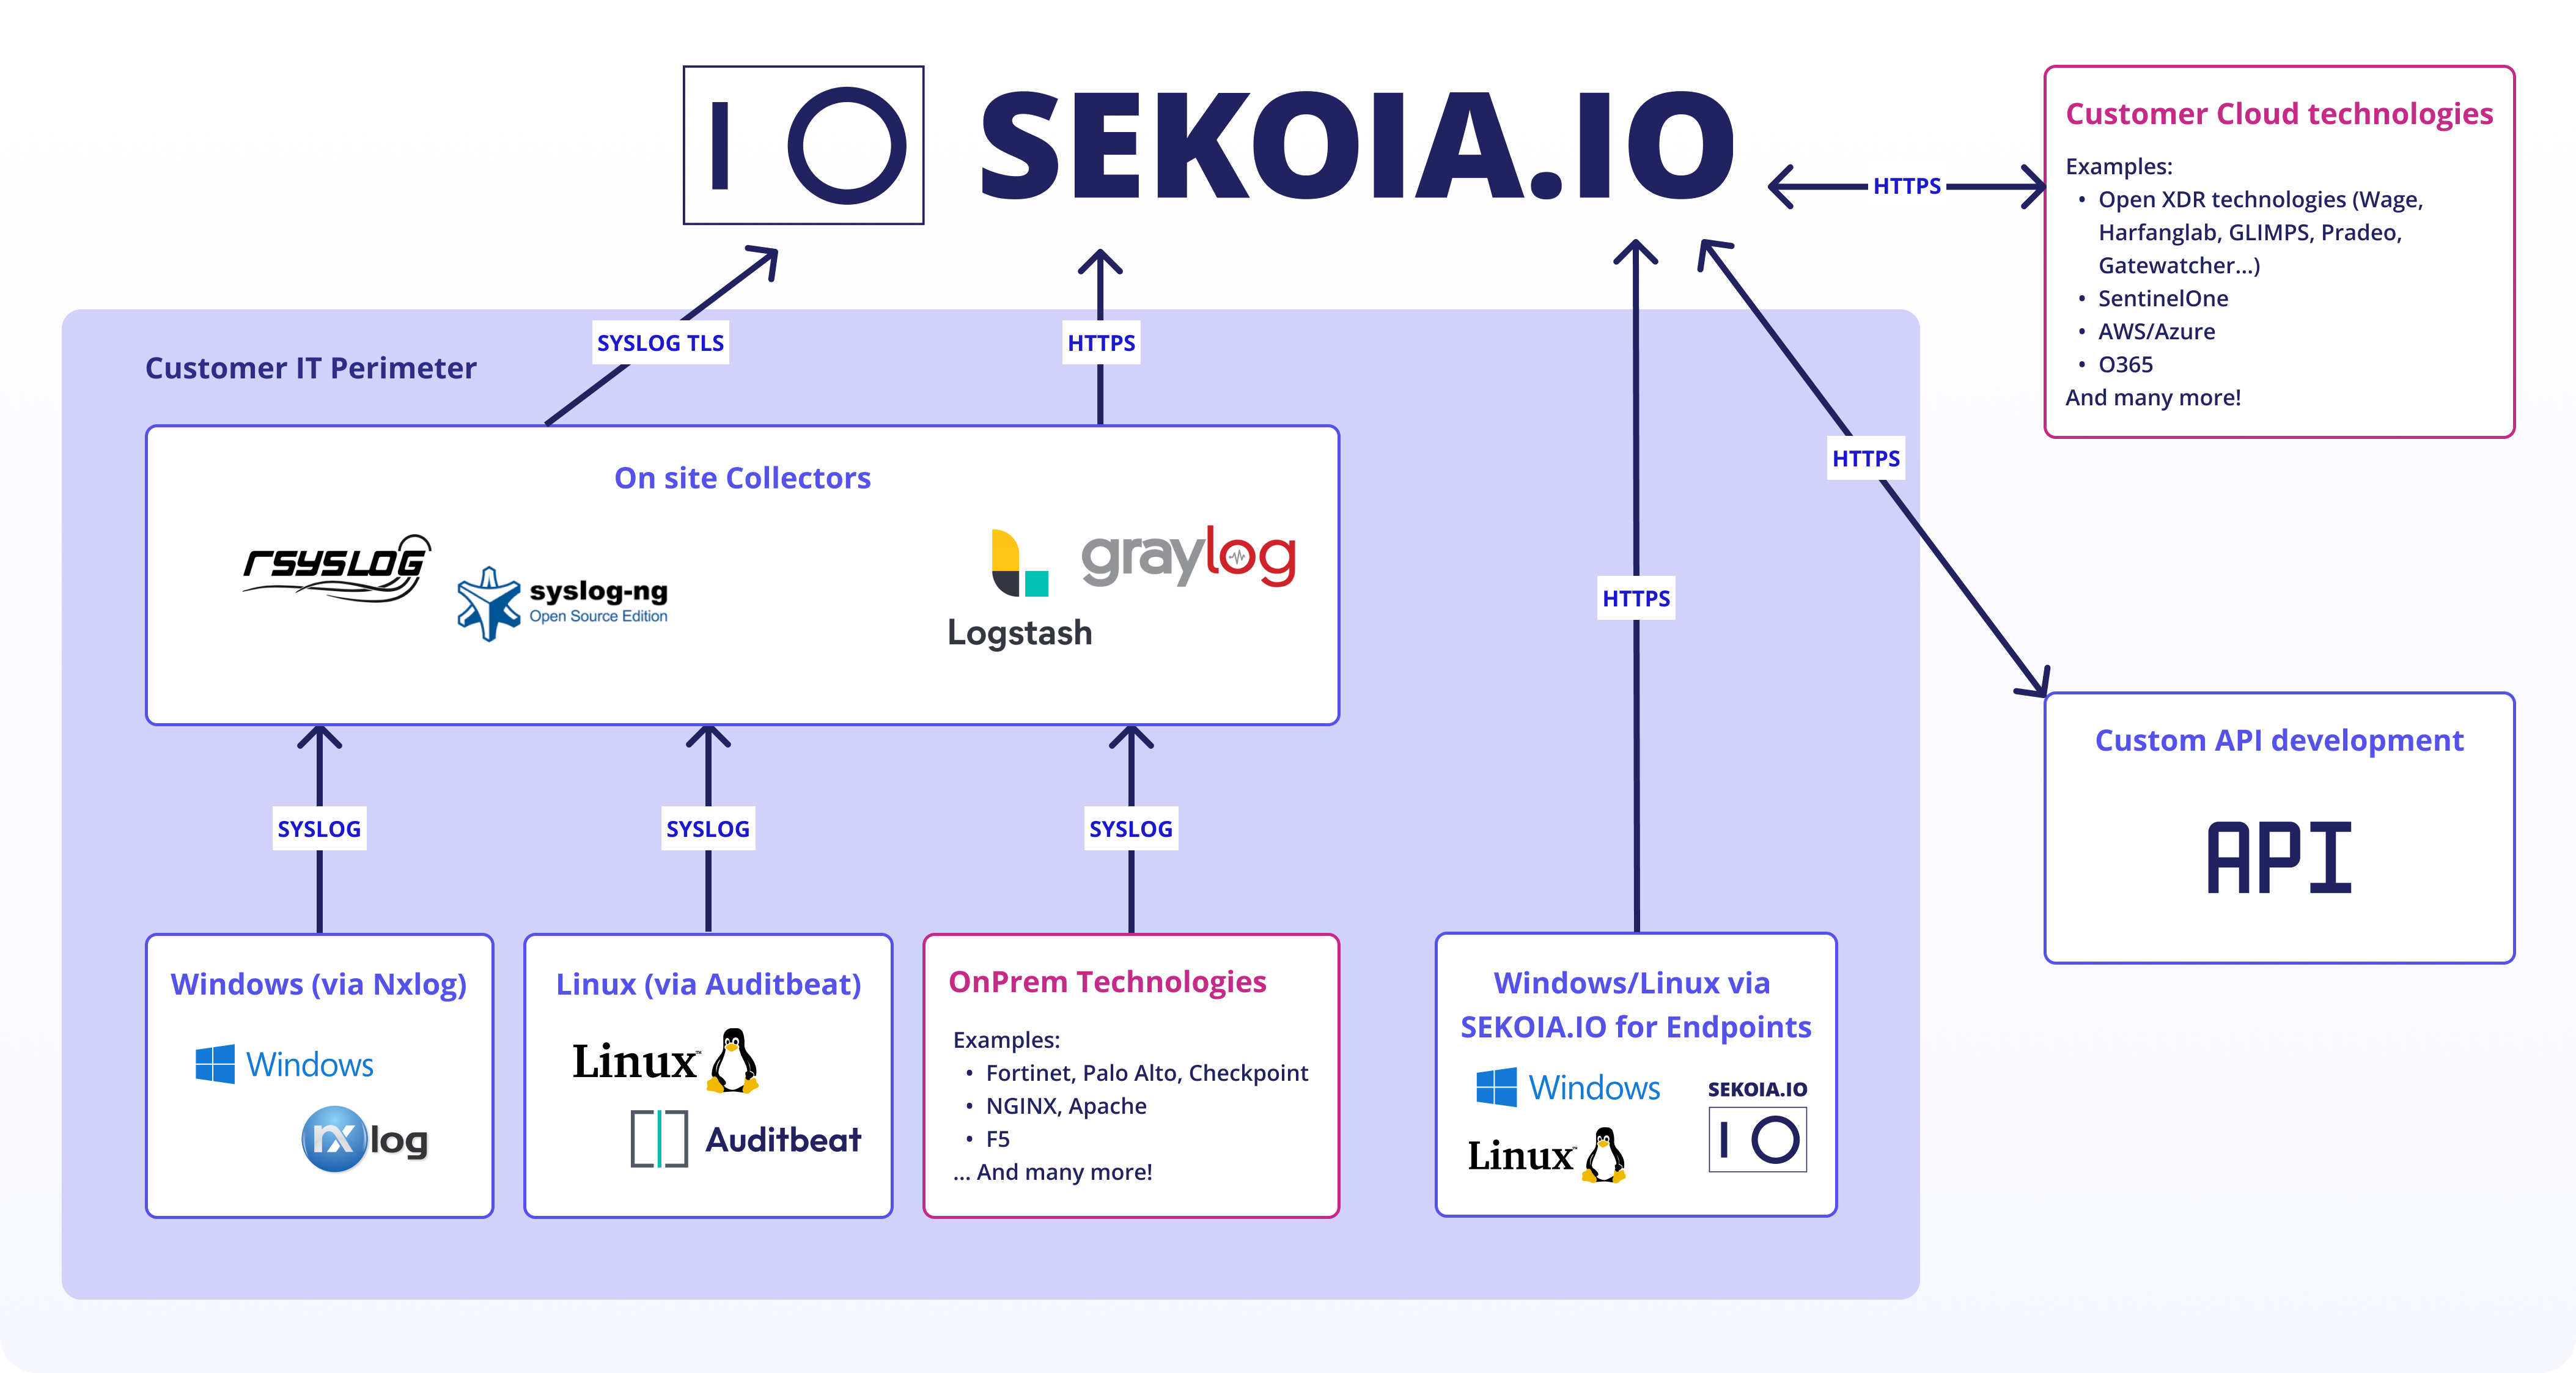 IO
SEKOIA.IO
Customer Cloud technologies
Examples:
• Open XDR technologies (Wage,
Harfanglab, GLIMPS, Pradeo,
Gatewatcher...)
• SentinelOne
• AWS/Azure
• O365
And many more!
HTTPS
SYSLOG TLS
HTTPS
Customer IT Perimeter
HTTPS
On site Collectors
rsyslog
syslog-ng
Open Source Edition
Logstash
graylog
HTTPS
Custom API development
API
SYSLOG
SYSLOG
SYSLOG
Windows (via Nxlog)
Windows
nxlog
Linux (via Auditbeat)
Linux™
Auditbeat
OnPrem Technologies
Examples:
• Fortinet, Palo Alto, Checkpoint
• NGINX, Apache
• F5
... And many more!
Windows/Linux via
SEKOIA.IO for Endpoints
Windows
Linux™
SEKOIA.IO
IO